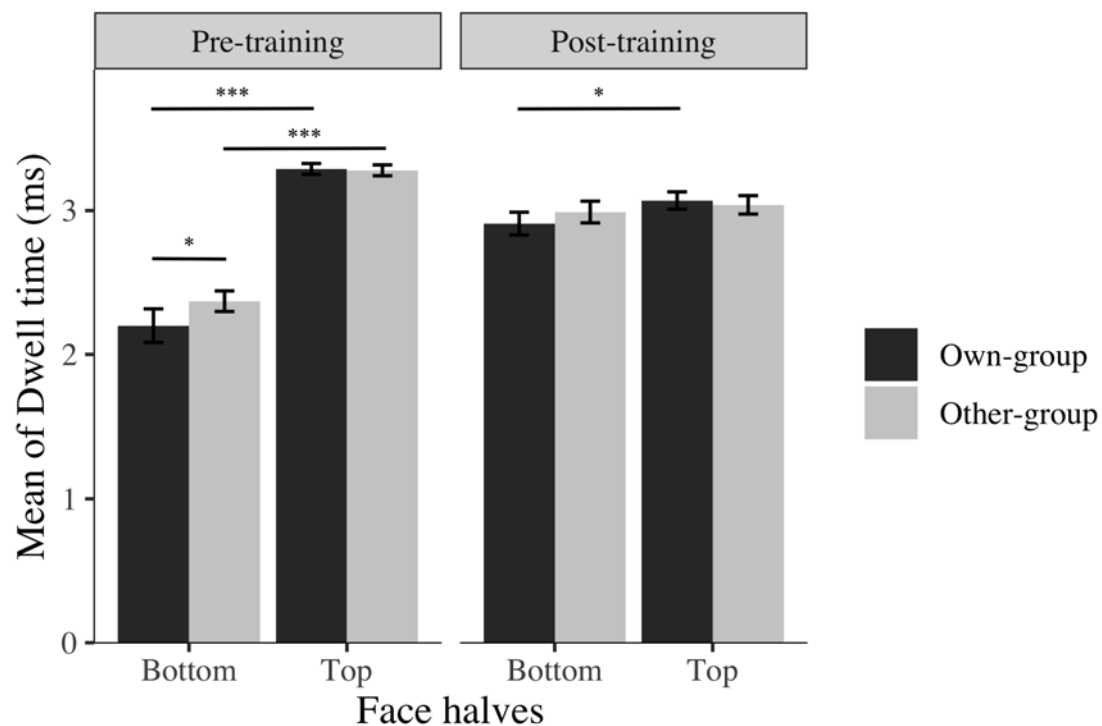 Pre-training
Post-training
***
*
***
*
Mean of Dwell time (ms)
3
2
1
0
Bottom
Top
Bottom
Top
Face halves
Own-group
Other-group